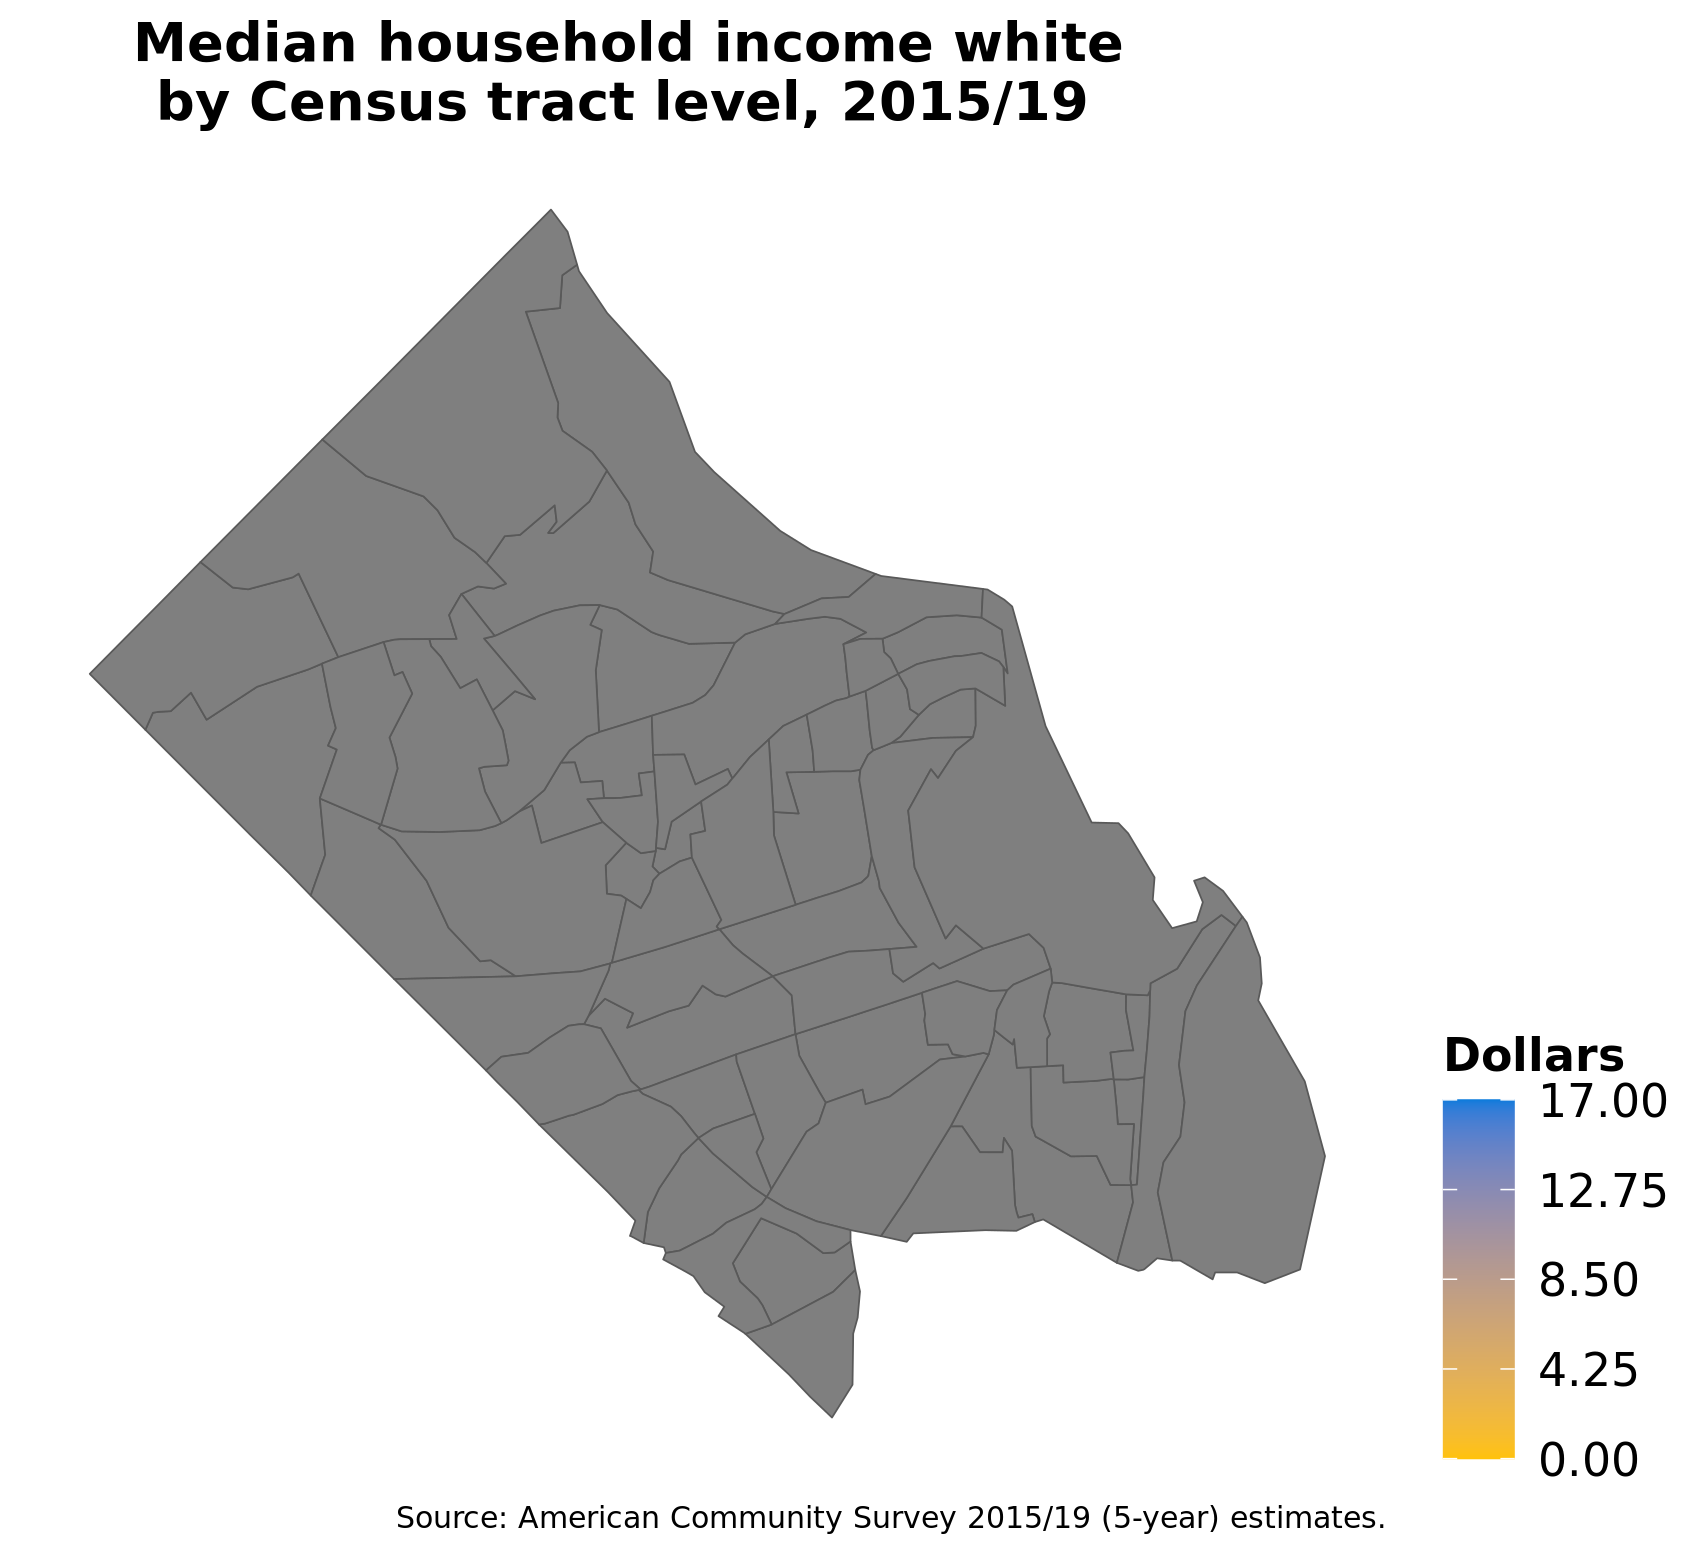 Median household income white
by Census tract level, 2015/19
Dollars
17.00
12.75
8.50
4.25
0.00
Source: American Community Survey 2015/19 (5-year) estimates.